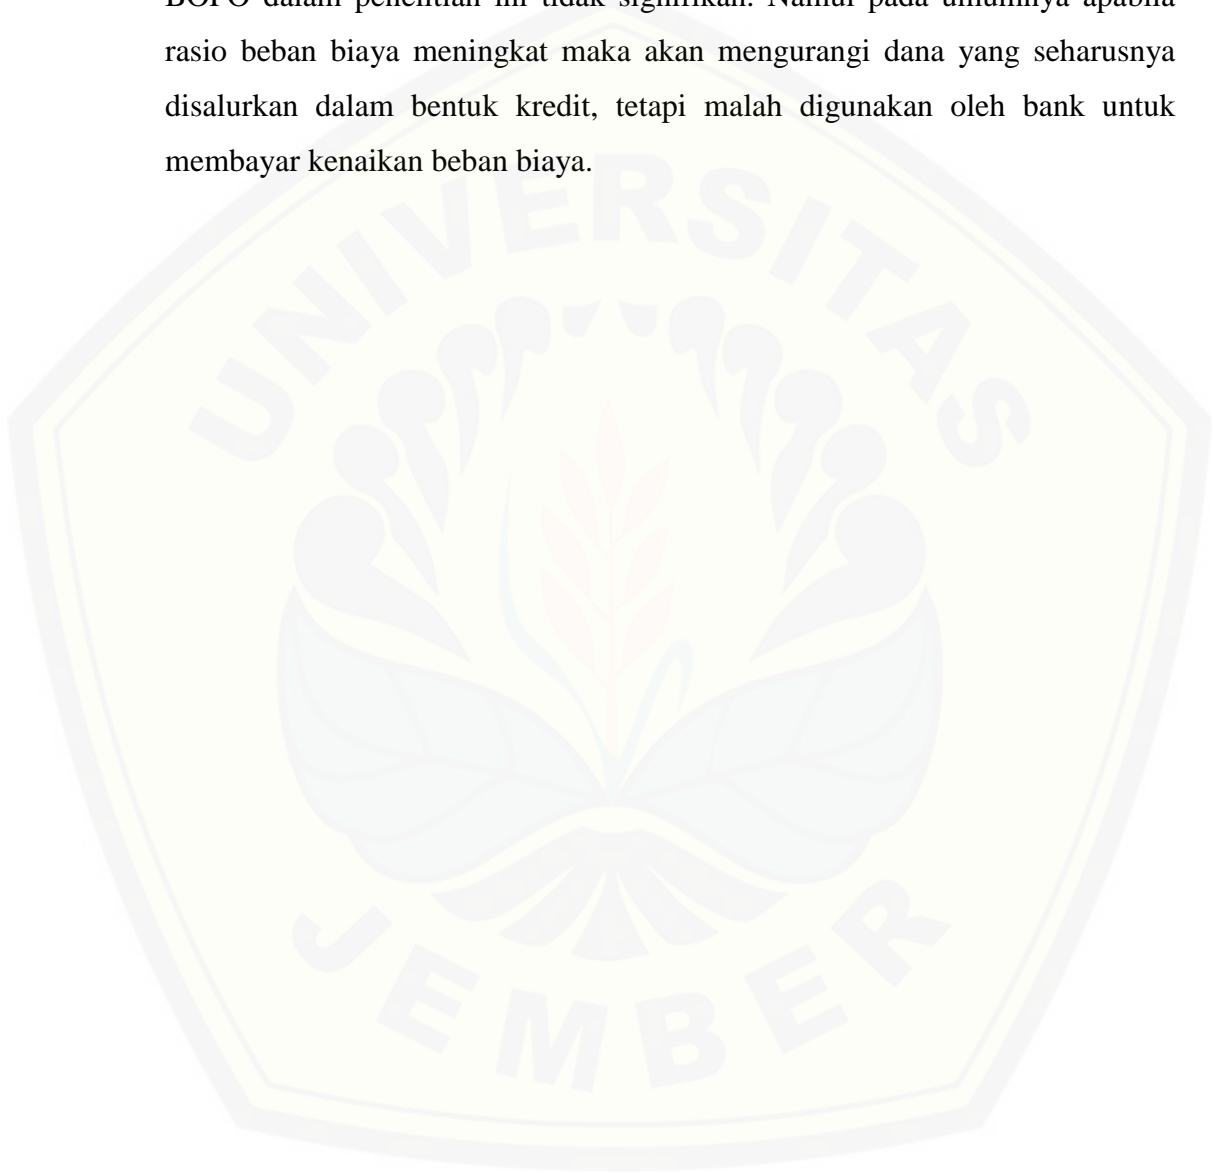 BOPO dalam penelitian ini tidak signifikan. Namun pada umumnya apabila
rasio beban biaya meningkat maka akan mengurangi dana yang seharusnya
disalurkan dalam bentuk kredit, tetapi malah digunakan oleh bank untuk
membayar kenaikan beban biaya.
UNIVERSITAS
JEMBER